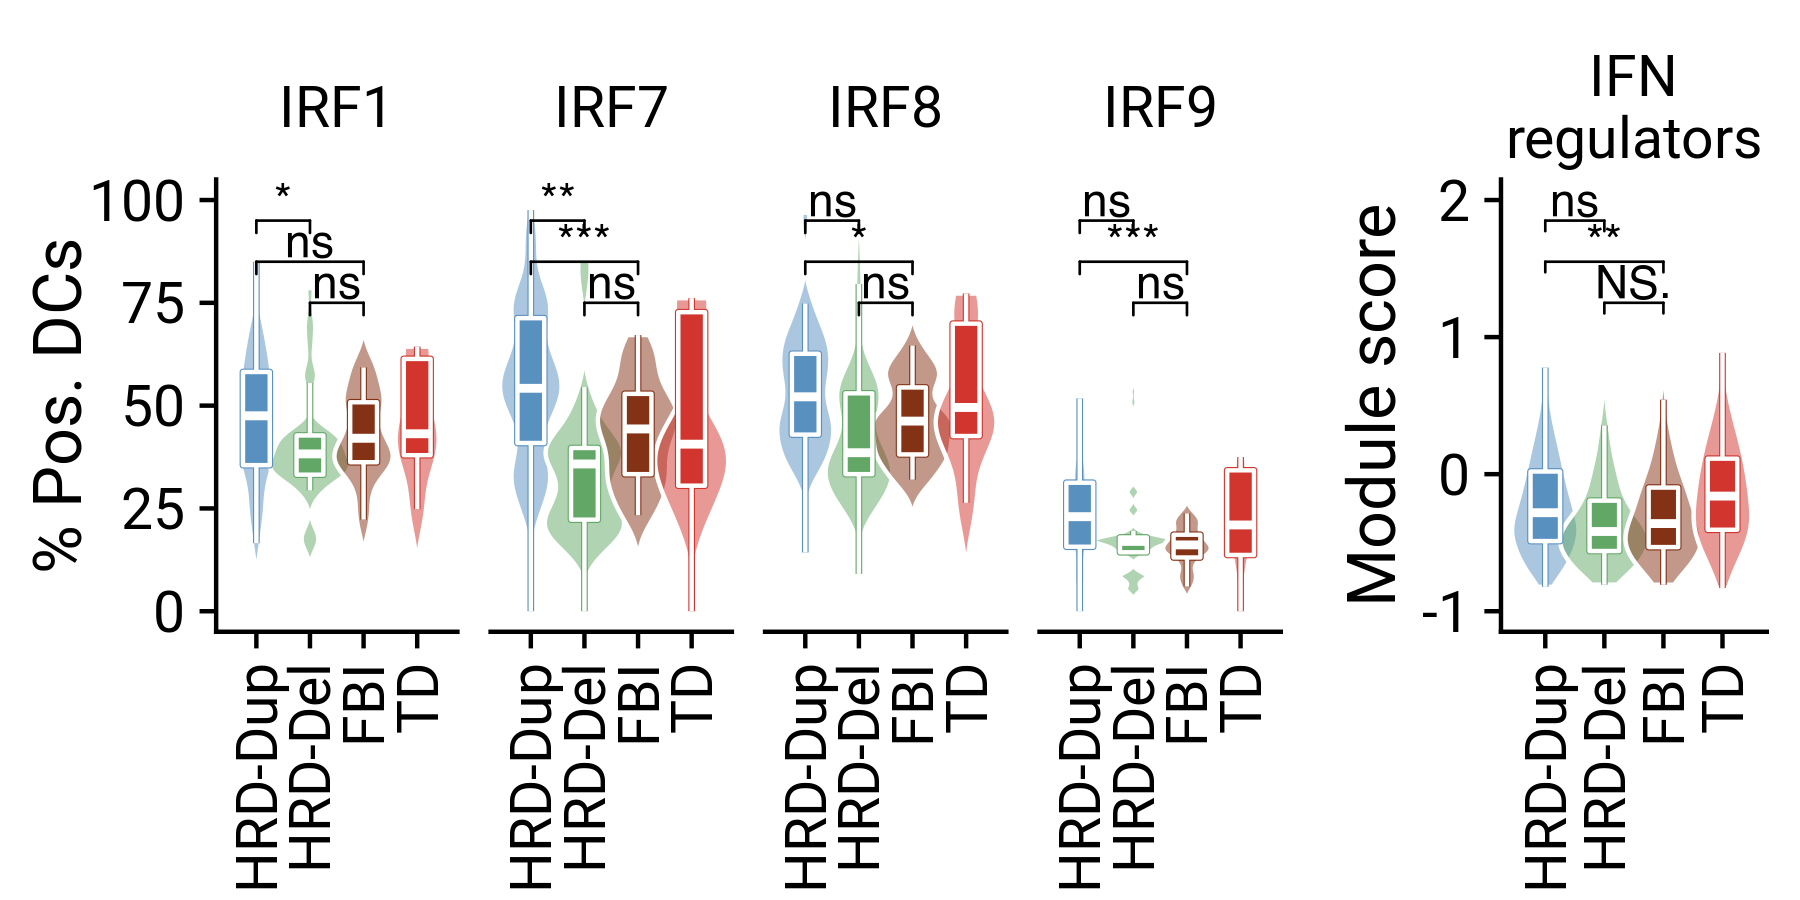 IRF1
IRF7
IRF8
IRF9
IFN
regulators
% Pos. DCs
100
75
50
25
0
*
ns
ns
**
***
ns
ns
*
ns
ns
***
ns
Module score
2
1
0
-1
ns
**
NS.
HRD-Dup
HRD-Del
FBI
TD
HRD-Dup
HRD-Del
FBI
TD
HRD-Dup
HRD-Del
FBI
TD
HRD-Dup
HRD-Del
FBI
TD
HRD-Dup
HRD-Del
FBI
TD